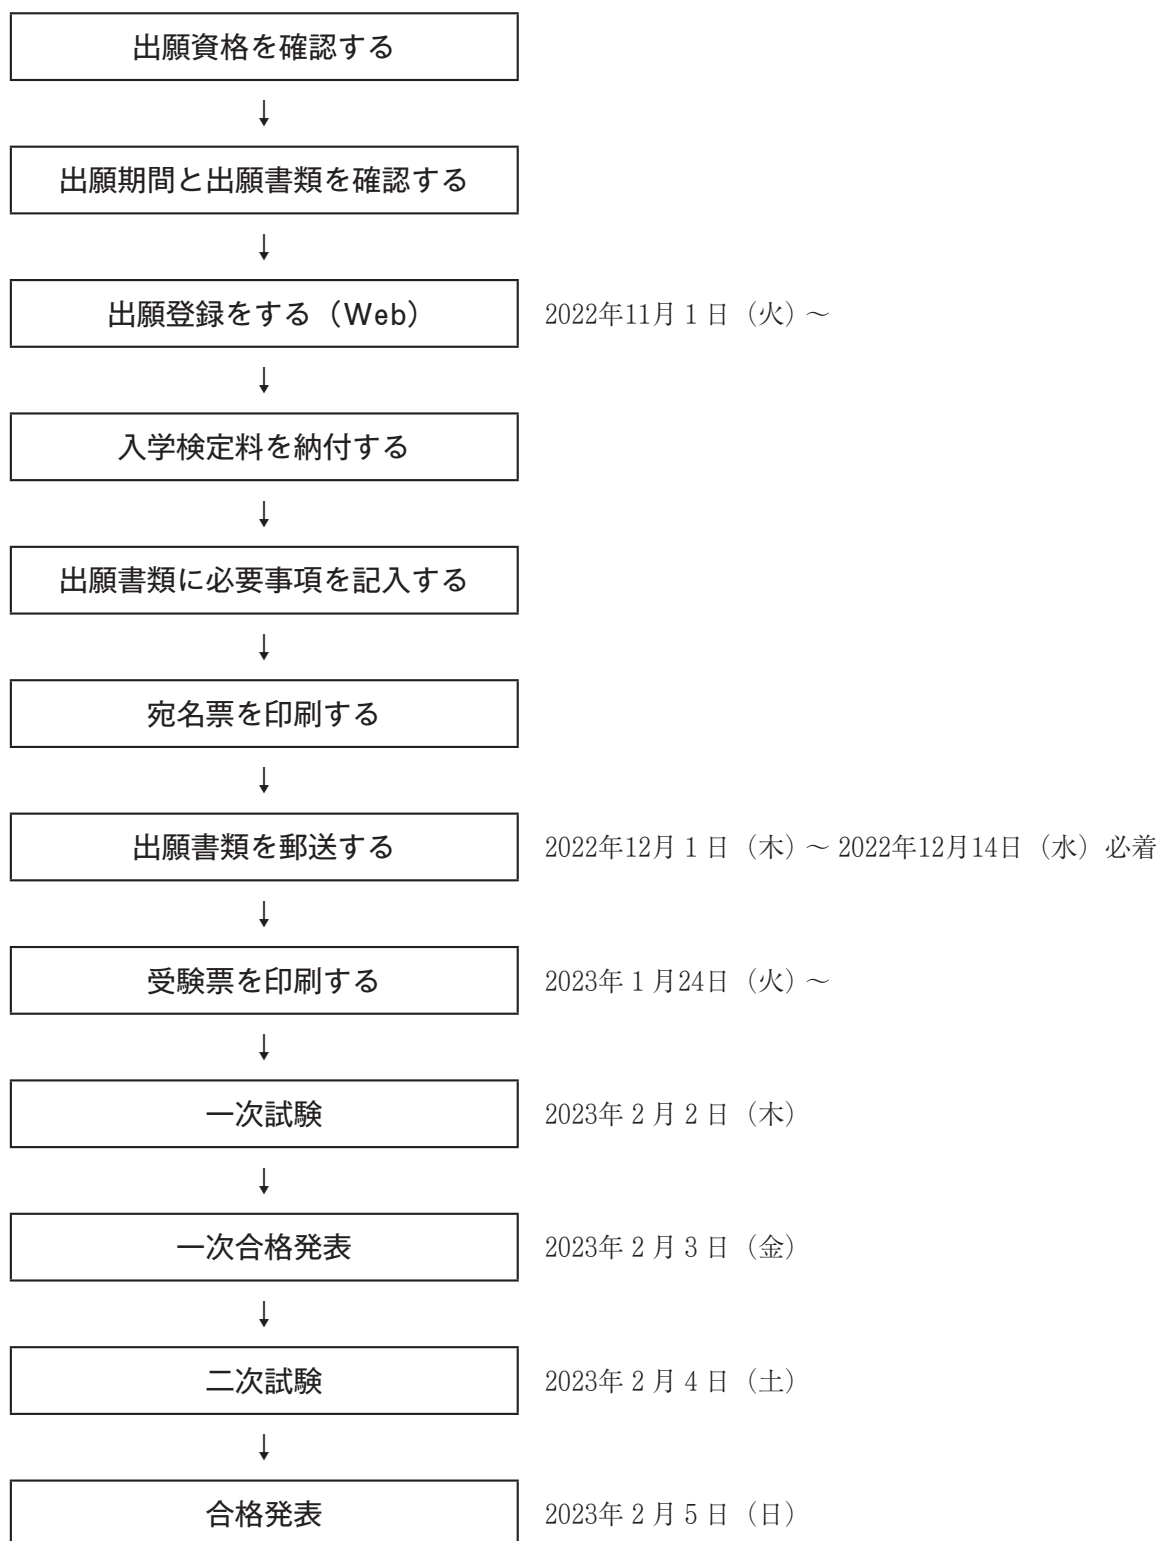 出願資格を確認する
↓
出願期間と出願書類を確認する
↓
出願登録をする（Web） 2022年11月1日（火）～
↓
入学検定料を納付する
↓
出願書類に必要事項を記入する
↓
宛名票を印刷する
↓
出願書類を郵送する 2022年12月1日（木）～2022年12月14日（水）必着
↓
受験票を印刷する 2023年1月24日（火）～
↓
一次試験 2023年2月2日（木）
↓
一次合格発表 2023年2月3日（金）
↓
二次試験 2023年2月4日（土）
↓
合格発表 2023年2月5日（日）